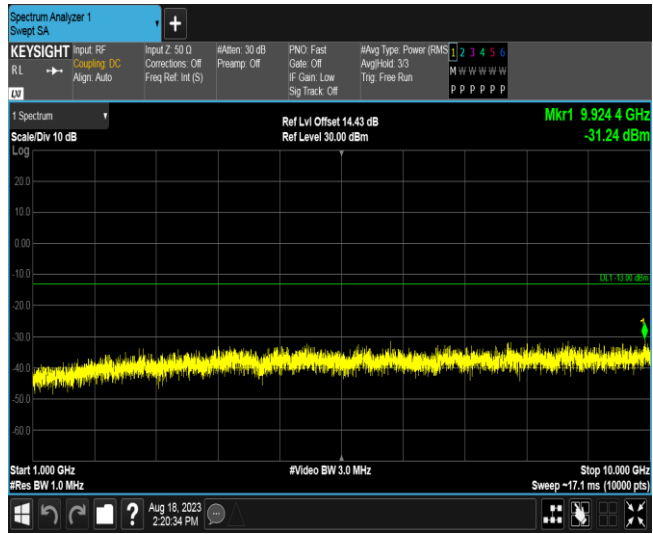 Spectrum Analyzer 1
Swept SA
+
KEYSIGHT Input: RF Input Z: 50 Ω #Atten: 30 dB PNO: Fast #Avg Type: Power (RMS 1 2 3 4 5 6
R L Coupling: DC Corrections: Off Preamp: Off Gate: Off Avg|Hold: 3/3 M W W W W W
Align: Auto Freq Ref: Int (S) IF Gain: Low Trig: Free Run
LXI Sig Track: Off P P P P P P
1 Spectrum Ref Lvl Offset 14.43 dB Mkr1 9.924 4 GHz
Scale/Div 10 dB Ref Level 30.00 dBm -31.24 dBm
Log
20.0
10.0
0.00
-10.0 DL1 -13.00 dBm
-20.0
1
-30.0
-40.0
-50.0
-60.0
Start 1.000 GHz #Video BW 3.0 MHz Stop 10.000 GHz
#Res BW 1.0 MHz Sweep ~17.1 ms (10000 pts)
? Aug 18, 2023
2:20:34 PM